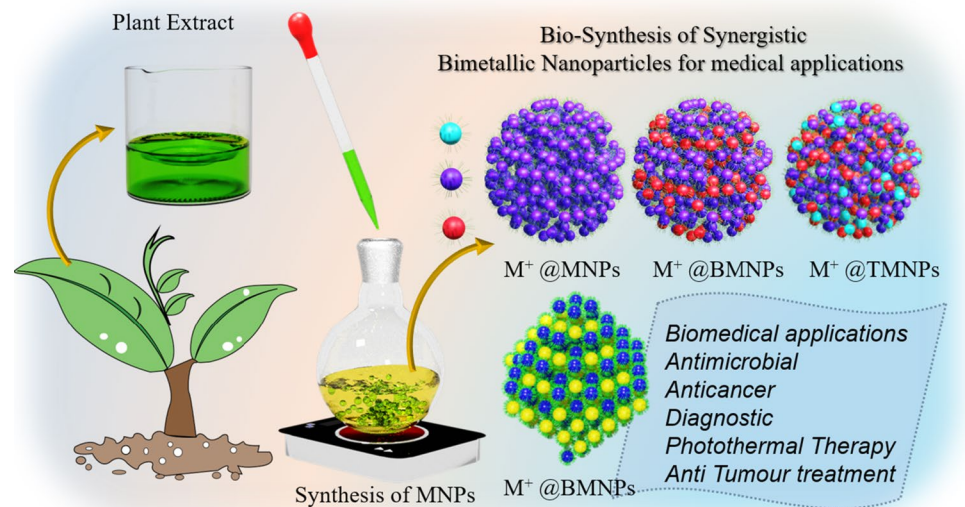 Plant Extract
Bio-Synthesis of Synergistic
Bimetallic Nanoparticles for medical applications
M⁺ @MNPs
M⁺ @BMNPs
M⁺ @TMNPs
Biomedical applications
Antimicrobial
Anticancer
Diagnostic
Photothermal Therapy
Anti Tumour treatment
M⁺ @BMNPs
Synthesis of MNPs